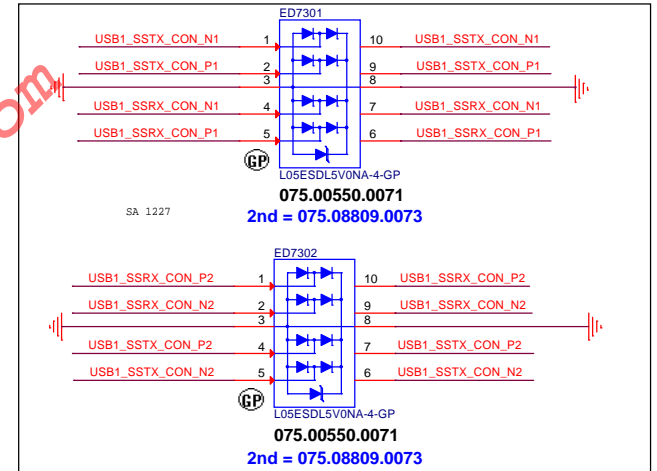 ED7301
USB1_SSTX_CON_N1 1 10 USB1_SSTX_CON_N1
USB1_SSTX_CON_P1 2 9 USB1_SSTX_CON_P1
3 8
USB1_SSRX_CON_N1 4 7 USB1_SSRX_CON_N1
USB1_SSRX_CON_P1 5 6 USB1_SSRX_CON_P1
GP
L05ESDL5V0NA-4-GP
075.00550.0071
SA 1227
2nd = 075.08809.0073
ED7302
USB1_SSRX_CON_P2 1 10 USB1_SSRX_CON_P2
USB1_SSRX_CON_N2 2 9 USB1_SSRX_CON_N2
3 8
USB1_SSTX_CON_P2 4 7 USB1_SSTX_CON_P2
USB1_SSTX_CON_N2 5 6 USB1_SSTX_CON_N2
GP
L05ESDL5V0NA-4-GP
075.00550.0071
2nd = 075.08809.0073
om